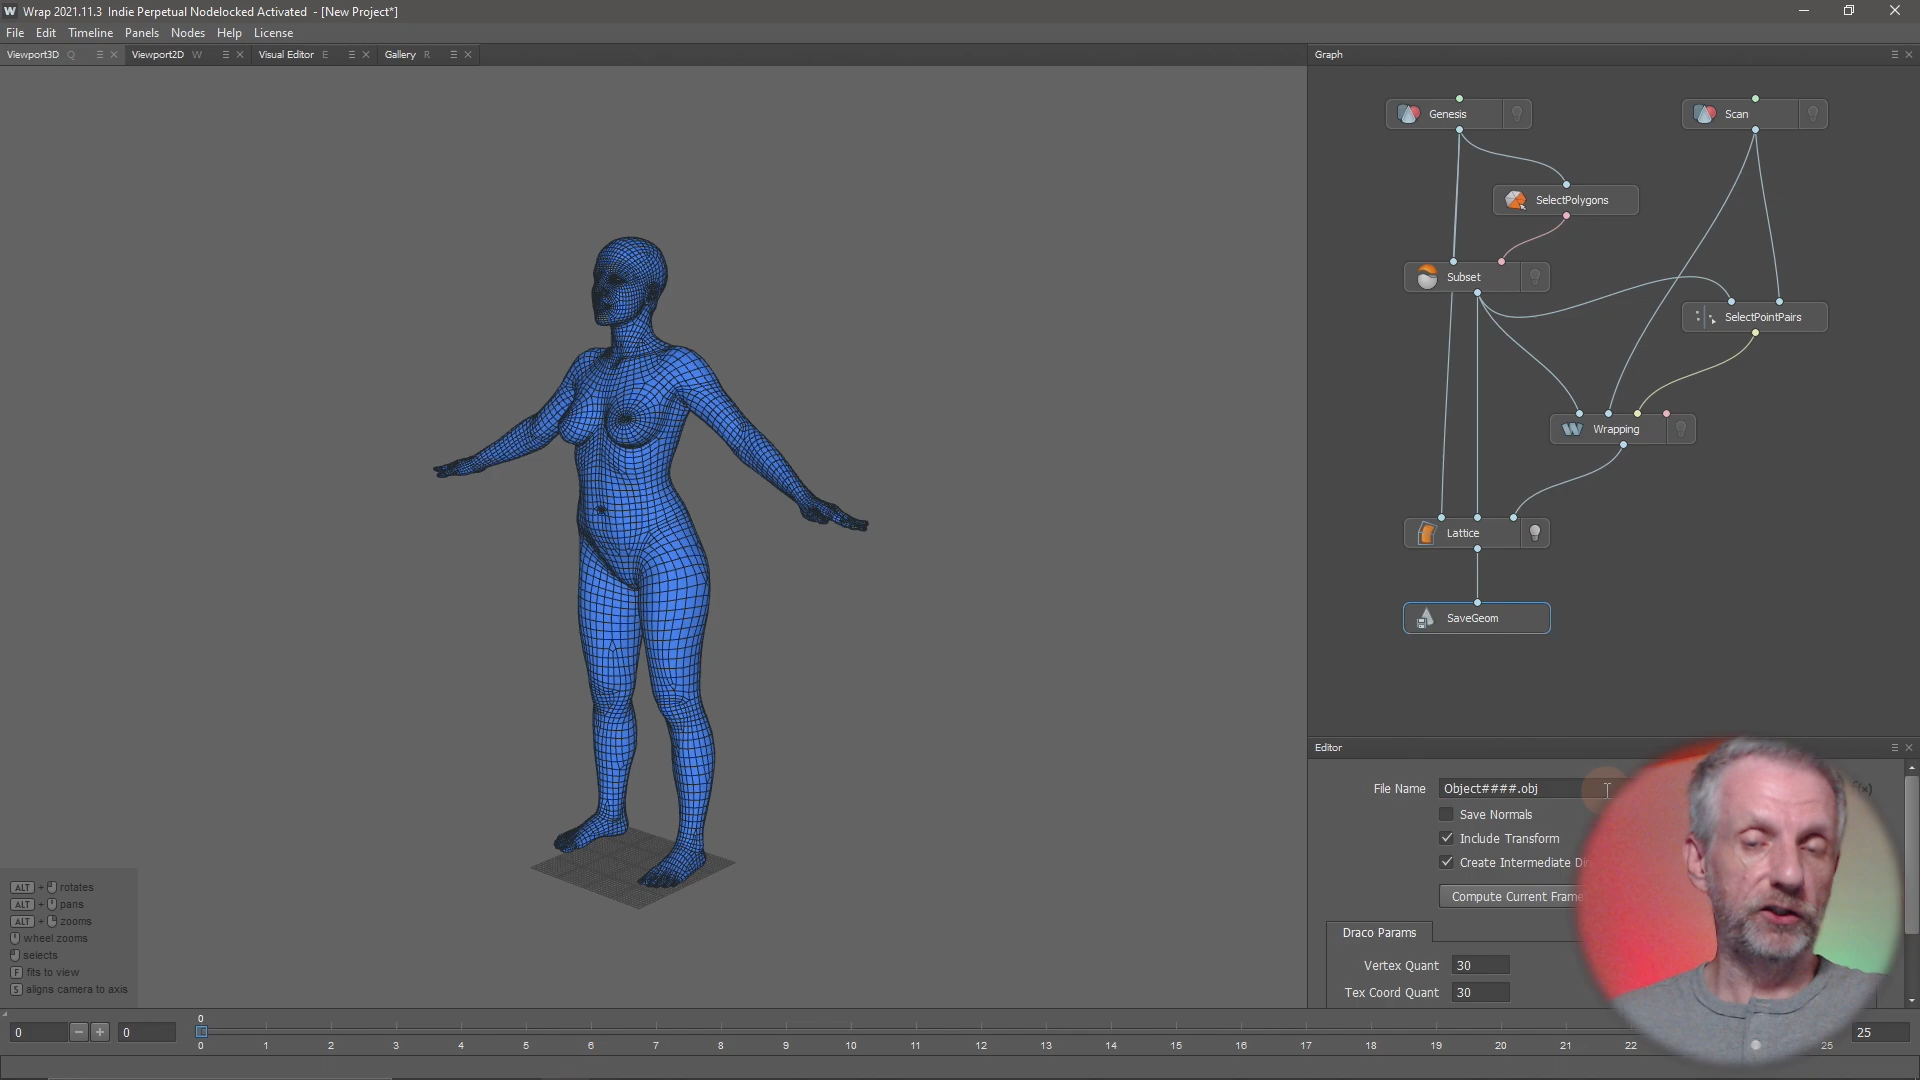 Wrap 2021.11.3  Indie Perpetual Nodelocked Activated  - [New Project*]
File Edit Timeline Panels Nodes Help License
Viewport3D Q Viewport2D W Visual Editor E Gallery R
Graph
Genesis
Scan
SelectPolygons
Subset
SelectPointPairs
Wrapping
Lattice
SaveGeom
Editor
File Name Object####.obj
Save Normals
Include Transform
Create Intermediate
Compute Current Frame
Draco Params
Vertex Quant 30
Tex Coord Quant 30
ALT + rotates
ALT + pans
ALT + zooms
wheel zooms
selects
F fits to view
S aligns camera to axis
0
0 0 25
0 1 2 3 4 5 6 7 8 9 10 11 12 13 14 15 16 17 18 19 20 21 22 25